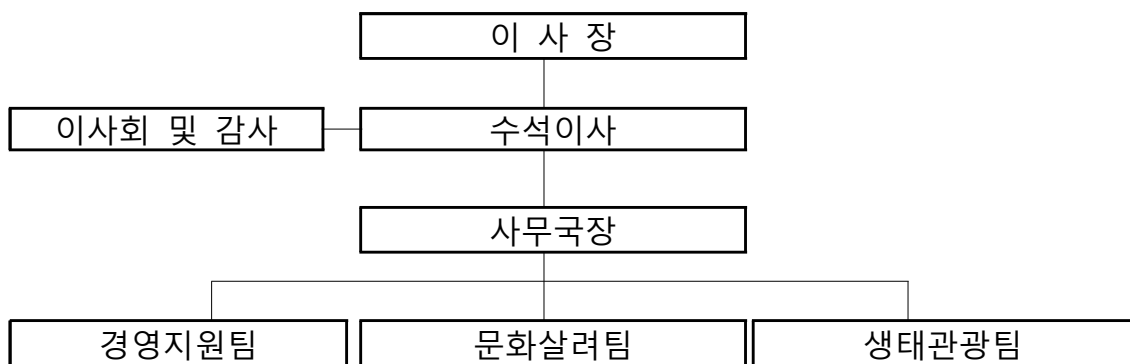 이 사 장
이사회 및 감사
수석이사
사무국장
경영지원팀
문화살려팀
생태관광팀